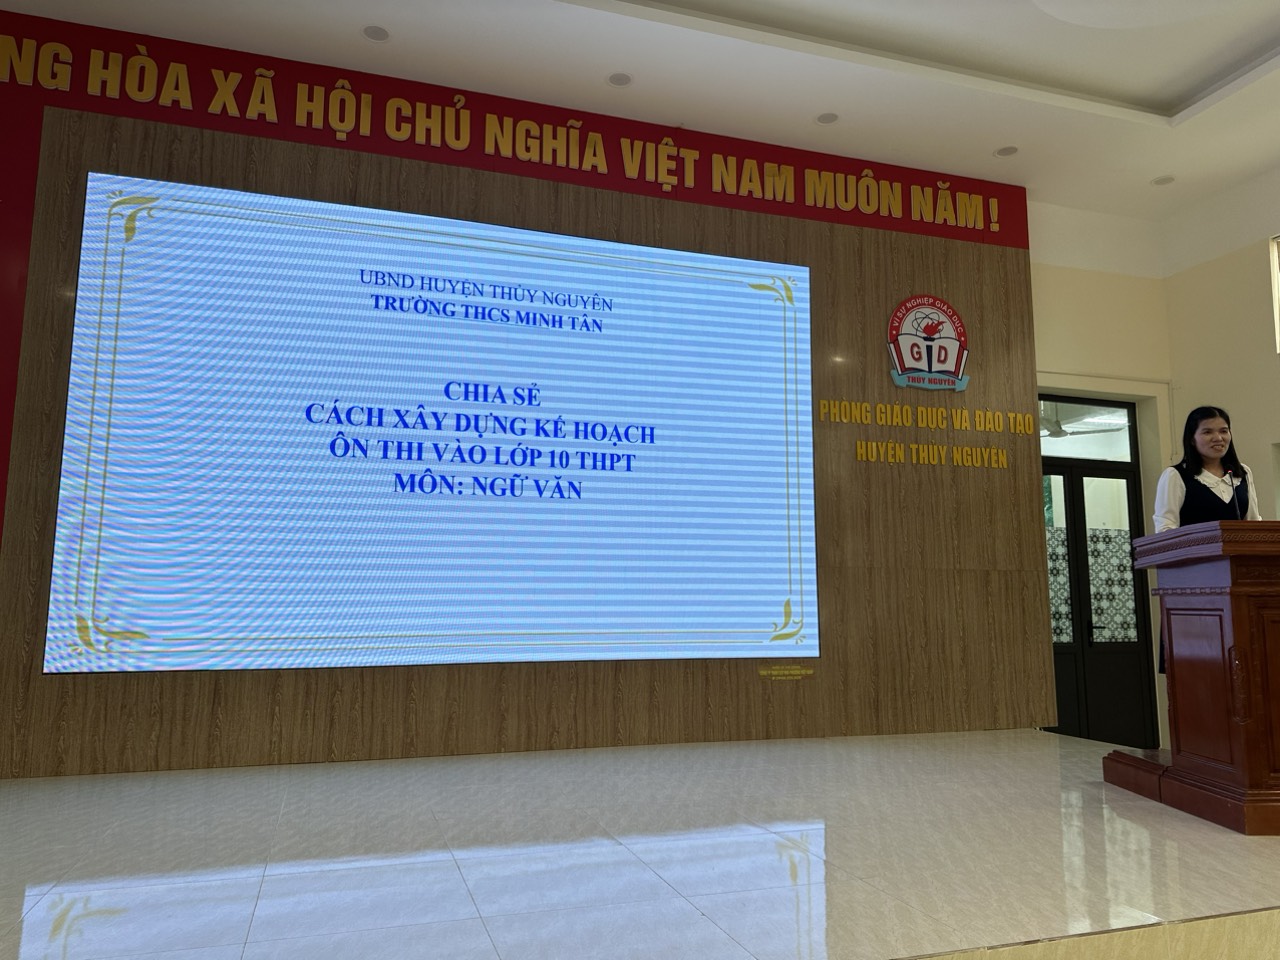 NG HÒA XÃ HỘI CHỦ NGHĨA VIỆT NAM MUÔN NĂM!
UBND HUYỆN THỦY NGUYÊN
TRƯỜNG THCS MINH TÂN
CHIA SẺ
CÁCH XÂY DỰNG KẾ HOẠCH
ÔN THI VÀO LỚP 10 THPT
MÔN: NGỮ VĂN
VÌ SỰ NGHIỆP GIÁO DỤC
GD
THỦY NGUYÊN
PHÒNG GIÁO DỤC VÀ ĐÀO TẠO
HUYỆN THỦY NGUYÊN